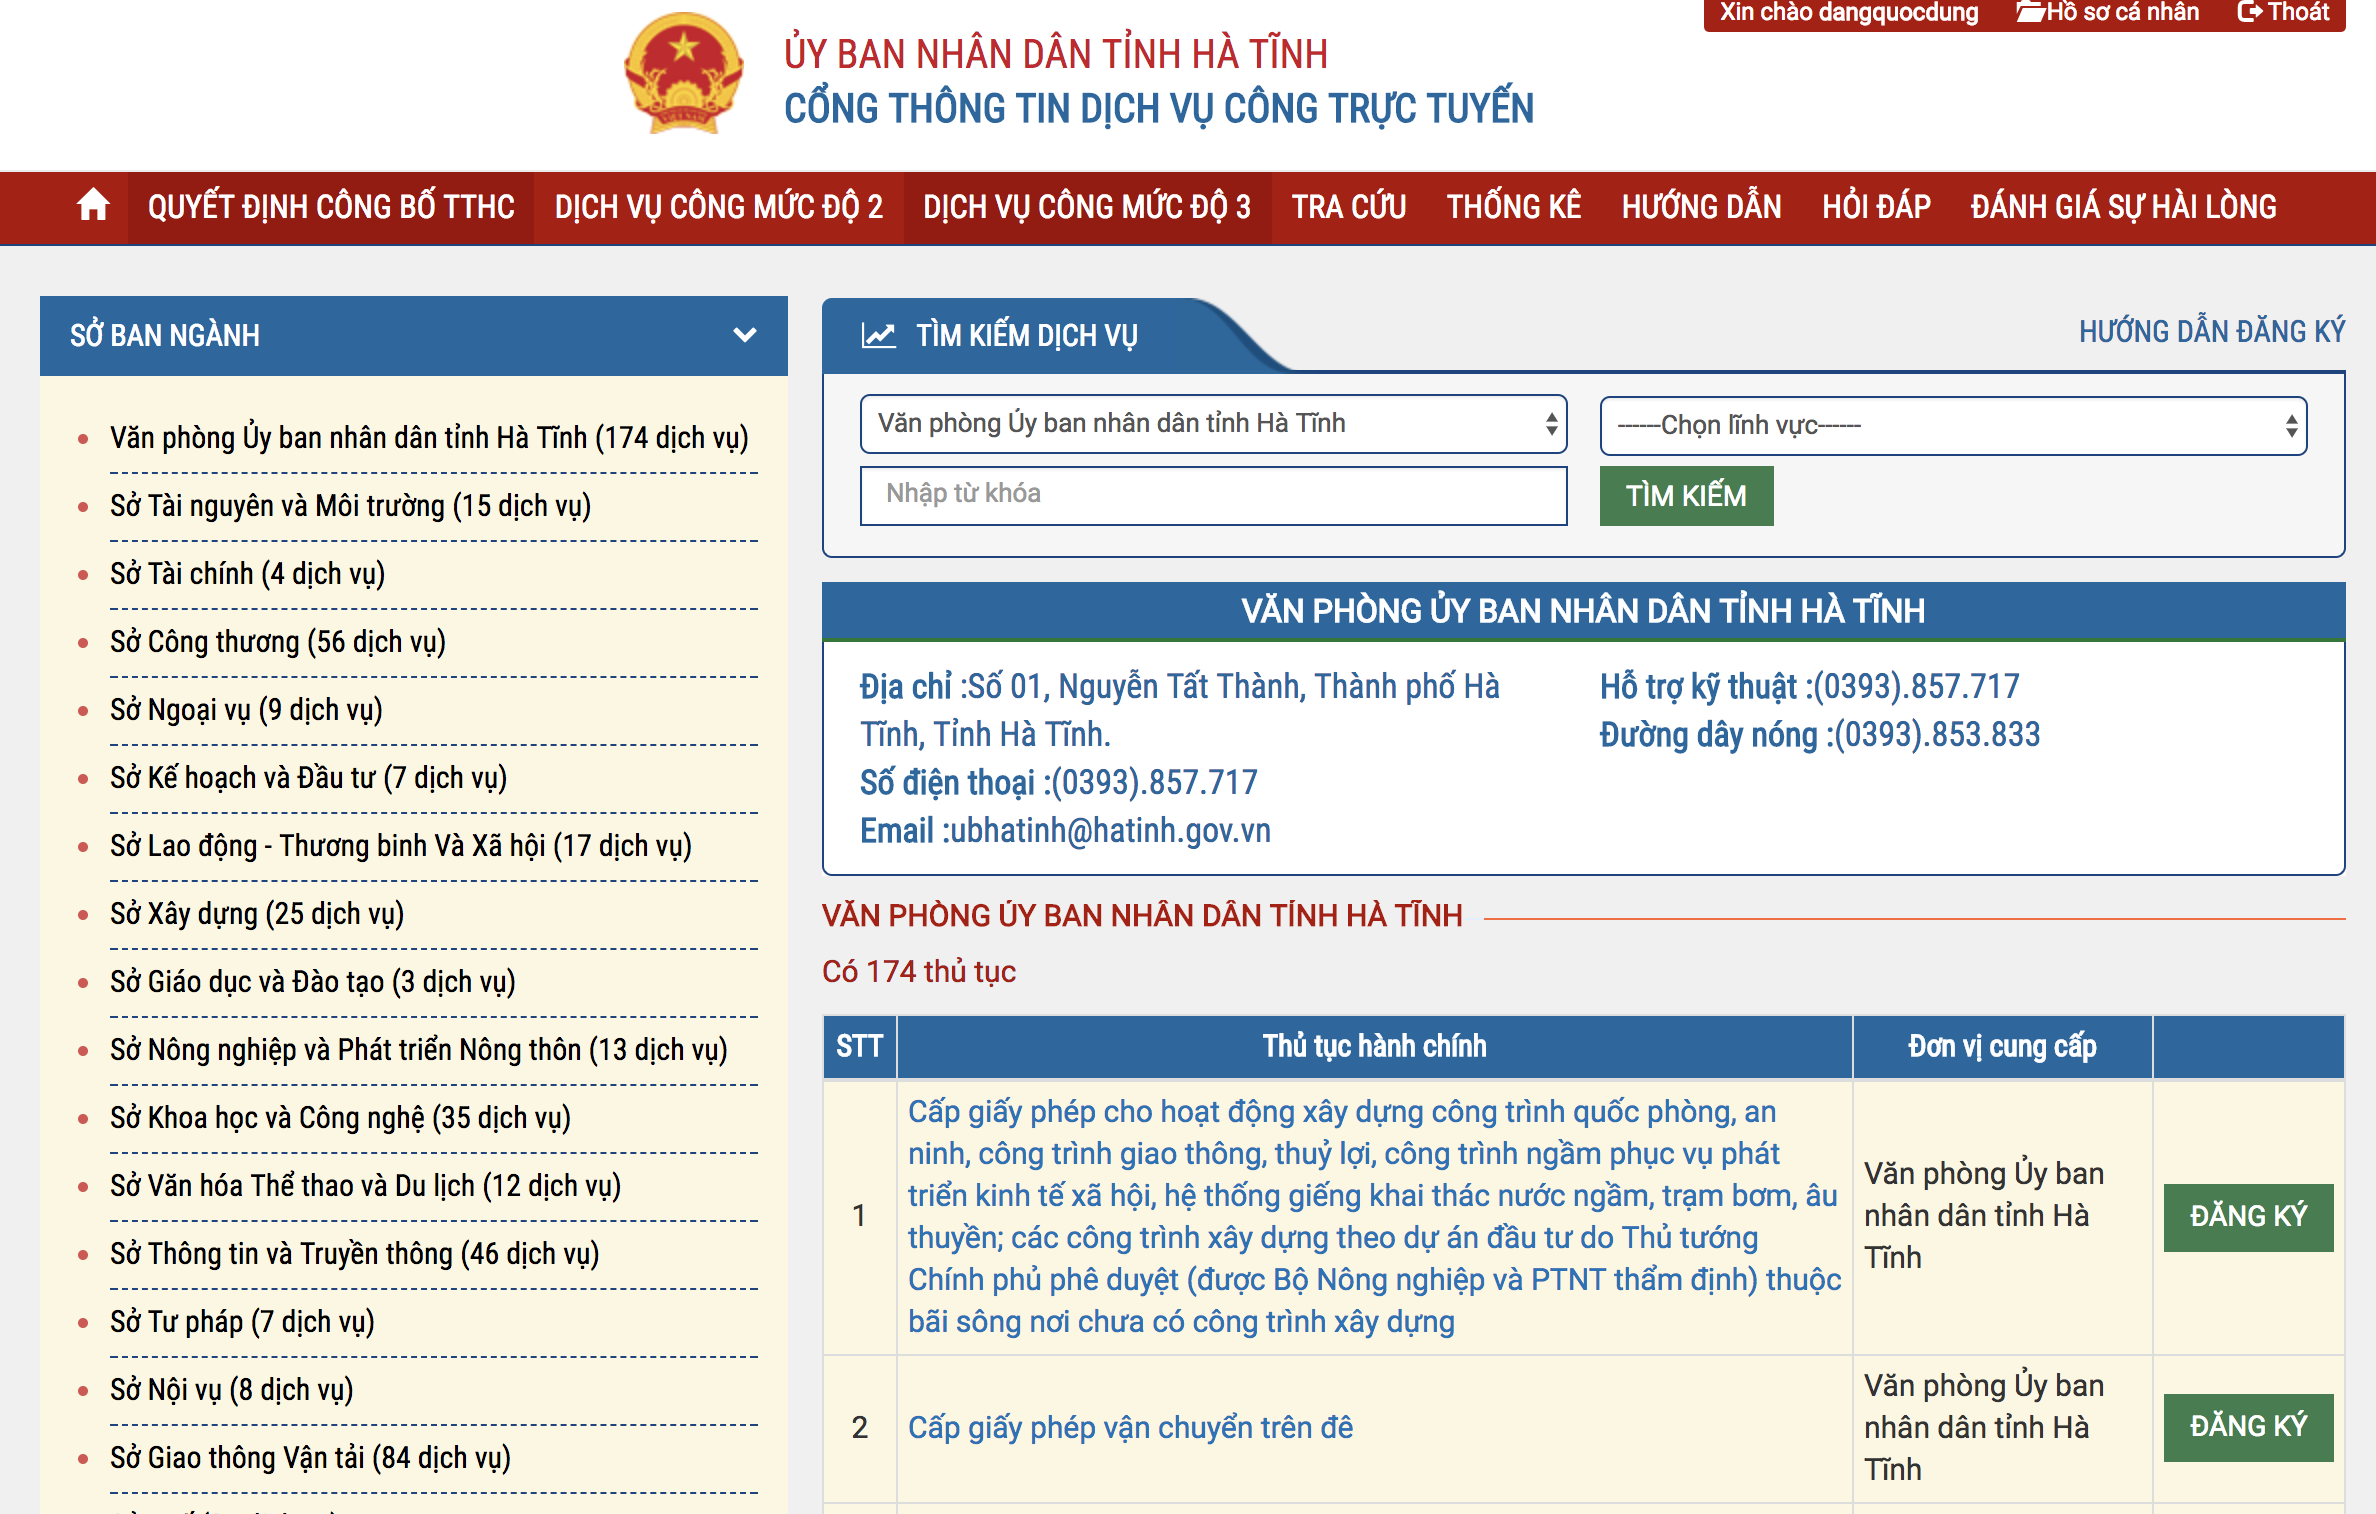 Xin chào dangquocdung Hồ sơ cá nhân Thoát
ỦY BAN NHÂN DÂN TỈNH HÀ TĨNH
CỔNG THÔNG TIN DỊCH VỤ CÔNG TRỰC TUYẾN
QUYẾT ĐỊNH CÔNG BỐ TTHC DỊCH VỤ CÔNG MỨC ĐỘ 2 DỊCH VỤ CÔNG MỨC ĐỘ 3 TRA CỨU THỐNG KÊ HƯỚNG DẪN HỎI ĐÁP ĐÁNH GIÁ SỰ HÀI LÒNG
SỞ BAN NGÀNH
Văn phòng Ủy ban nhân dân tỉnh Hà Tĩnh (174 dịch vụ)
Sở Tài nguyên và Môi trường (15 dịch vụ)
Sở Tài chính (4 dịch vụ)
Sở Công thương (56 dịch vụ)
Sở Ngoại vụ (9 dịch vụ)
Sở Kế hoạch và Đầu tư (7 dịch vụ)
Sở Lao động - Thương binh Và Xã hội (17 dịch vụ)
Sở Xây dựng (25 dịch vụ)
Sở Giáo dục và Đào tạo (3 dịch vụ)
Sở Nông nghiệp và Phát triển Nông thôn (13 dịch vụ)
Sở Khoa học và Công nghệ (35 dịch vụ)
Sở Văn hóa Thể thao và Du lịch (12 dịch vụ)
Sở Thông tin và Truyền thông (46 dịch vụ)
Sở Tư pháp (7 dịch vụ)
Sở Nội vụ (8 dịch vụ)
Sở Giao thông Vận tải (84 dịch vụ)
TÌM KIẾM DỊCH VỤ
HƯỚNG DẪN ĐĂNG KÝ
Văn phòng Ủy ban nhân dân tỉnh Hà Tĩnh
------Chọn lĩnh vực------
Nhập từ khóa
TÌM KIẾM
VĂN PHÒNG ỦY BAN NHÂN DÂN TỈNH HÀ TĨNH
Địa chỉ :Số 01, Nguyễn Tất Thành, Thành phố Hà
Tĩnh, Tỉnh Hà Tĩnh.
Số điện thoại :(0393).857.717
Email :ubhatinh@hatinh.gov.vn
Hỗ trợ kỹ thuật :(0393).857.717
Đường dây nóng :(0393).853.833
VĂN PHÒNG ỦY BAN NHÂN DÂN TỈNH HÀ TĨNH
Có 174 thủ tục
STT Thủ tục hành chính Đơn vị cung cấp
1
Cấp giấy phép cho hoạt động xây dựng công trình quốc phòng, an
ninh, công trình giao thông, thuỷ lợi, công trình ngầm phục vụ phát
triển kinh tế xã hội, hệ thống giếng khai thác nước ngầm, trạm bơm, âu
thuyền; các công trình xây dựng theo dự án đầu tư do Thủ tướng
Chính phủ phê duyệt (được Bộ Nông nghiệp và PTNT thẩm định) thuộc
bãi sông nơi chưa có công trình xây dựng
Văn phòng Ủy ban
nhân dân tỉnh Hà
Tĩnh
ĐĂNG KÝ
2
Cấp giấy phép vận chuyển trên đê
Văn phòng Ủy ban
nhân dân tỉnh Hà
Tĩnh
ĐĂNG KÝ